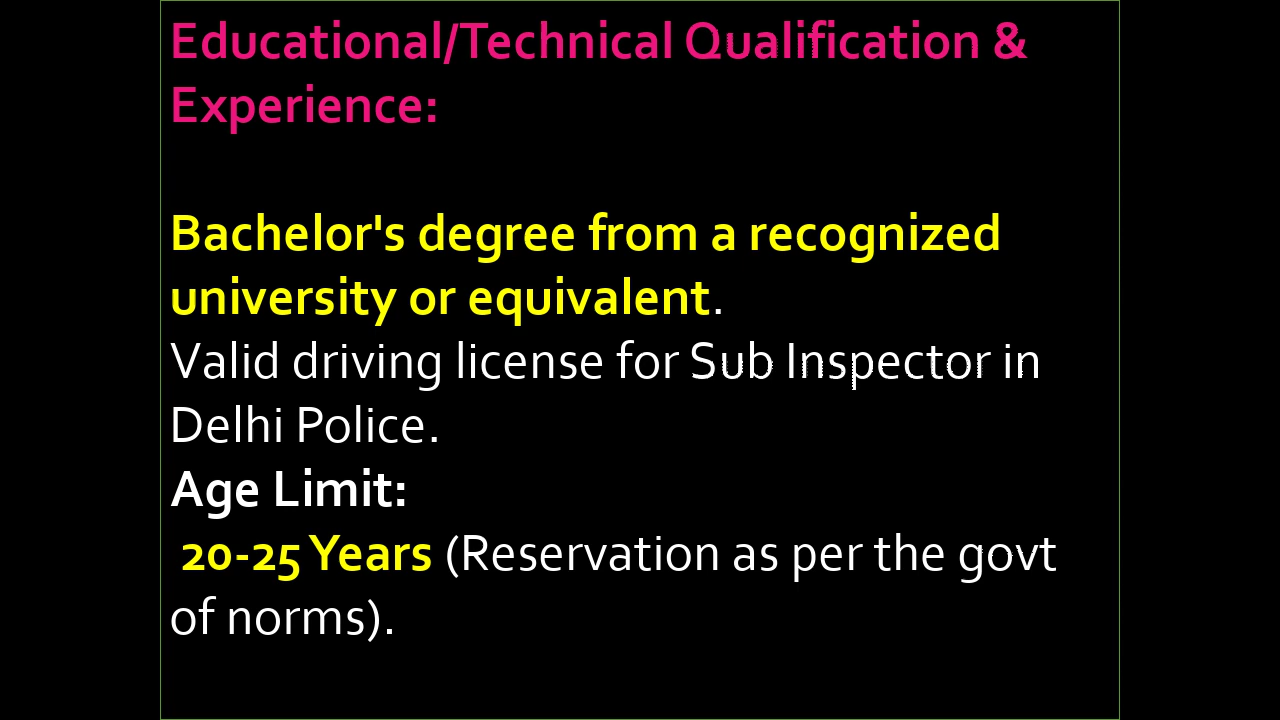 Educational/Technical Qualification &
Experience:
Bachelor's degree from a recognized
university or equivalent.
Valid driving license for Sub Inspector in
Delhi Police.
Age Limit:
20-25 Years (Reservation as per the govt
of norms).